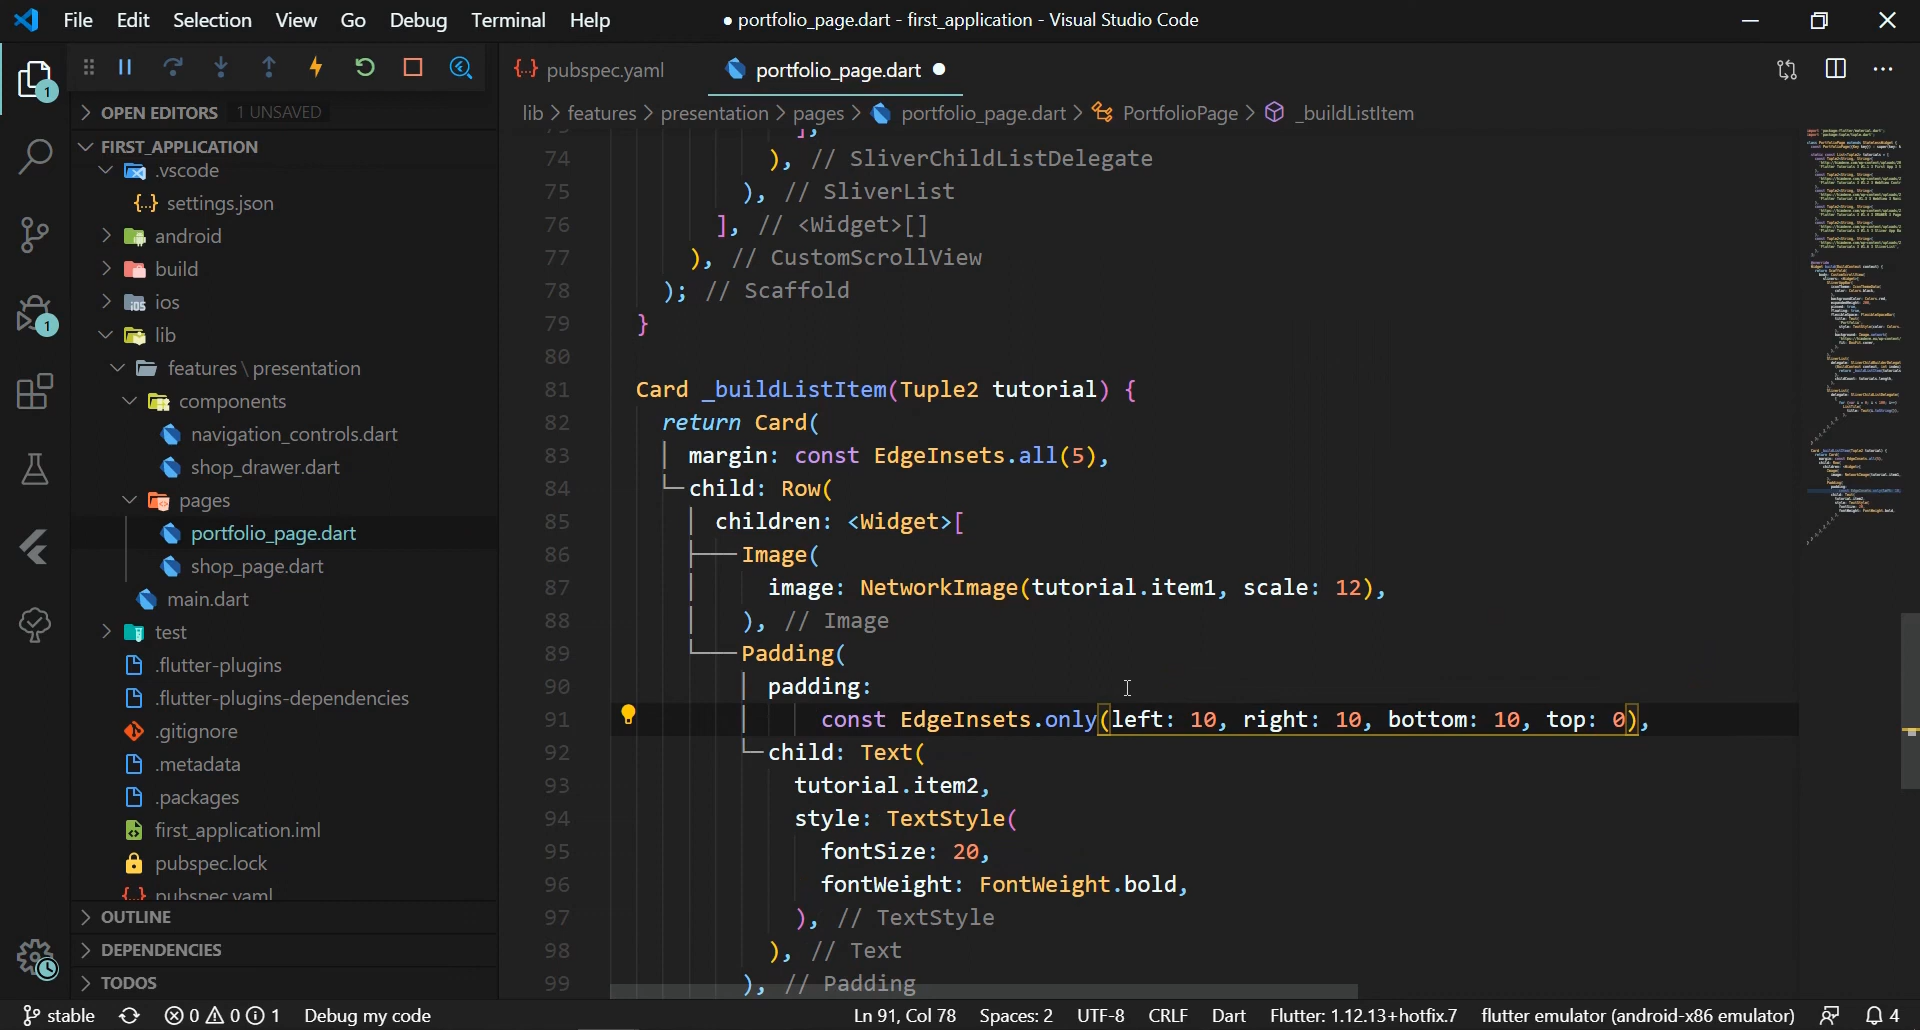 File Edit Selection View Go Debug Terminal Help
● portfolio_page.dart - first_application - Visual Studio Code
1
OPEN EDITORS 1 UNSAVED
FIRST_APPLICATION
.vscode
settings.json
android
build
ios
lib
features \ presentation
components
navigation_controls.dart
shop_drawer.dart
pages
portfolio_page.dart
shop_page.dart
main.dart
test
.flutter-plugins
.flutter-plugins-dependencies
.gitignore
.metadata
.packages
first_application.iml
pubspec.lock
pubspec.yaml
OUTLINE
DEPENDENCIES
TODOS
1
pubspec.yaml
portfolio_page.dart ●
lib > features > presentation > pages > portfolio_page.dart > PortfolioPage > _buildListItem
73 ],
74 ), // SliverChildListDelegate
75 ), // SliverList
76 ], // <Widget>[]
77 ), // CustomScrollView
78 ); // Scaffold
79 }
80
81 Card _buildListItem(Tuple2 tutorial) {
82 return Card(
83 margin: const EdgeInsets.all(5),
84 child: Row(
85 children: <Widget>[
86 Image(
87 image: NetworkImage(tutorial.item1, scale: 12),
88 ), // Image
89 Padding(
90 padding:
91 const EdgeInsets.only(left: 10, right: 10, bottom: 10, top: 0),
92 child: Text(
93 tutorial.item2,
94 style: TextStyle(
95 fontSize: 20,
96 fontWeight: FontWeight.bold,
97 ), // TextStyle
98 ), // Text
99 ), // Padding
stable 0 0 1 Debug my code
Ln 91, Col 78 Spaces: 2 UTF-8 CRLF Dart Flutter: 1.12.13+hotfix.7 flutter emulator (android-x86 emulator) 4